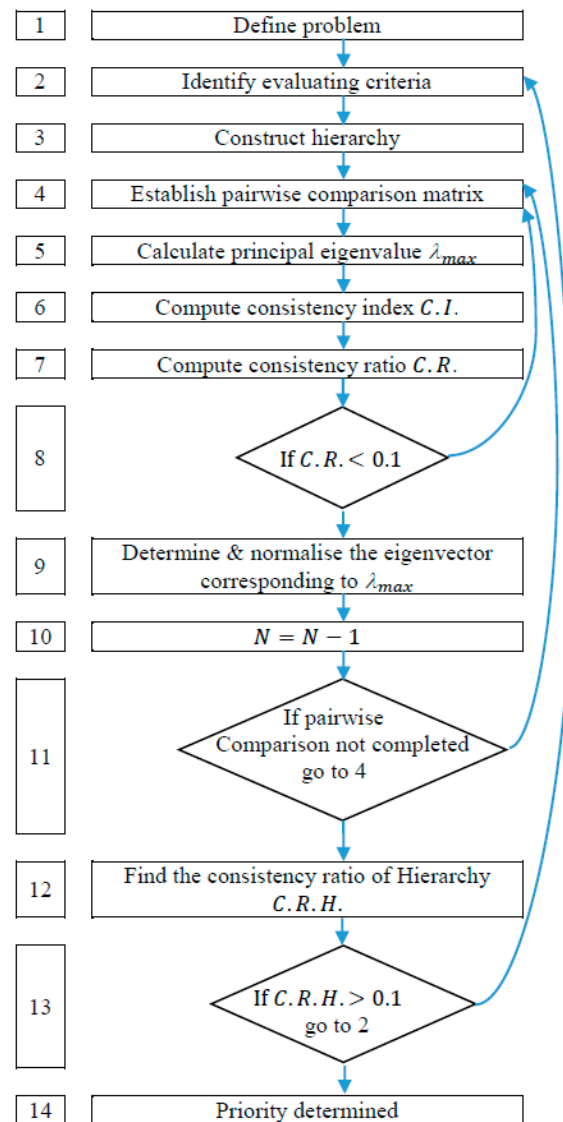 1
Define problem
2
Identify evaluating criteria
3
Construct hierarchy
4
Establish pairwise comparison matrix
5
Calculate principal eigenvalue λmax
6
Compute consistency index C.I.
7
Compute consistency ratio C.R.
8
If C.R. < 0.1
9
Determine & normalise the eigenvector
corresponding to λmax
10
N = N − 1
11
If pairwise
Comparison not completed
go to 4
12
Find the consistency ratio of Hierarchy
C.R.H.
13
If C.R.H. > 0.1
go to 2
14
Priority determined